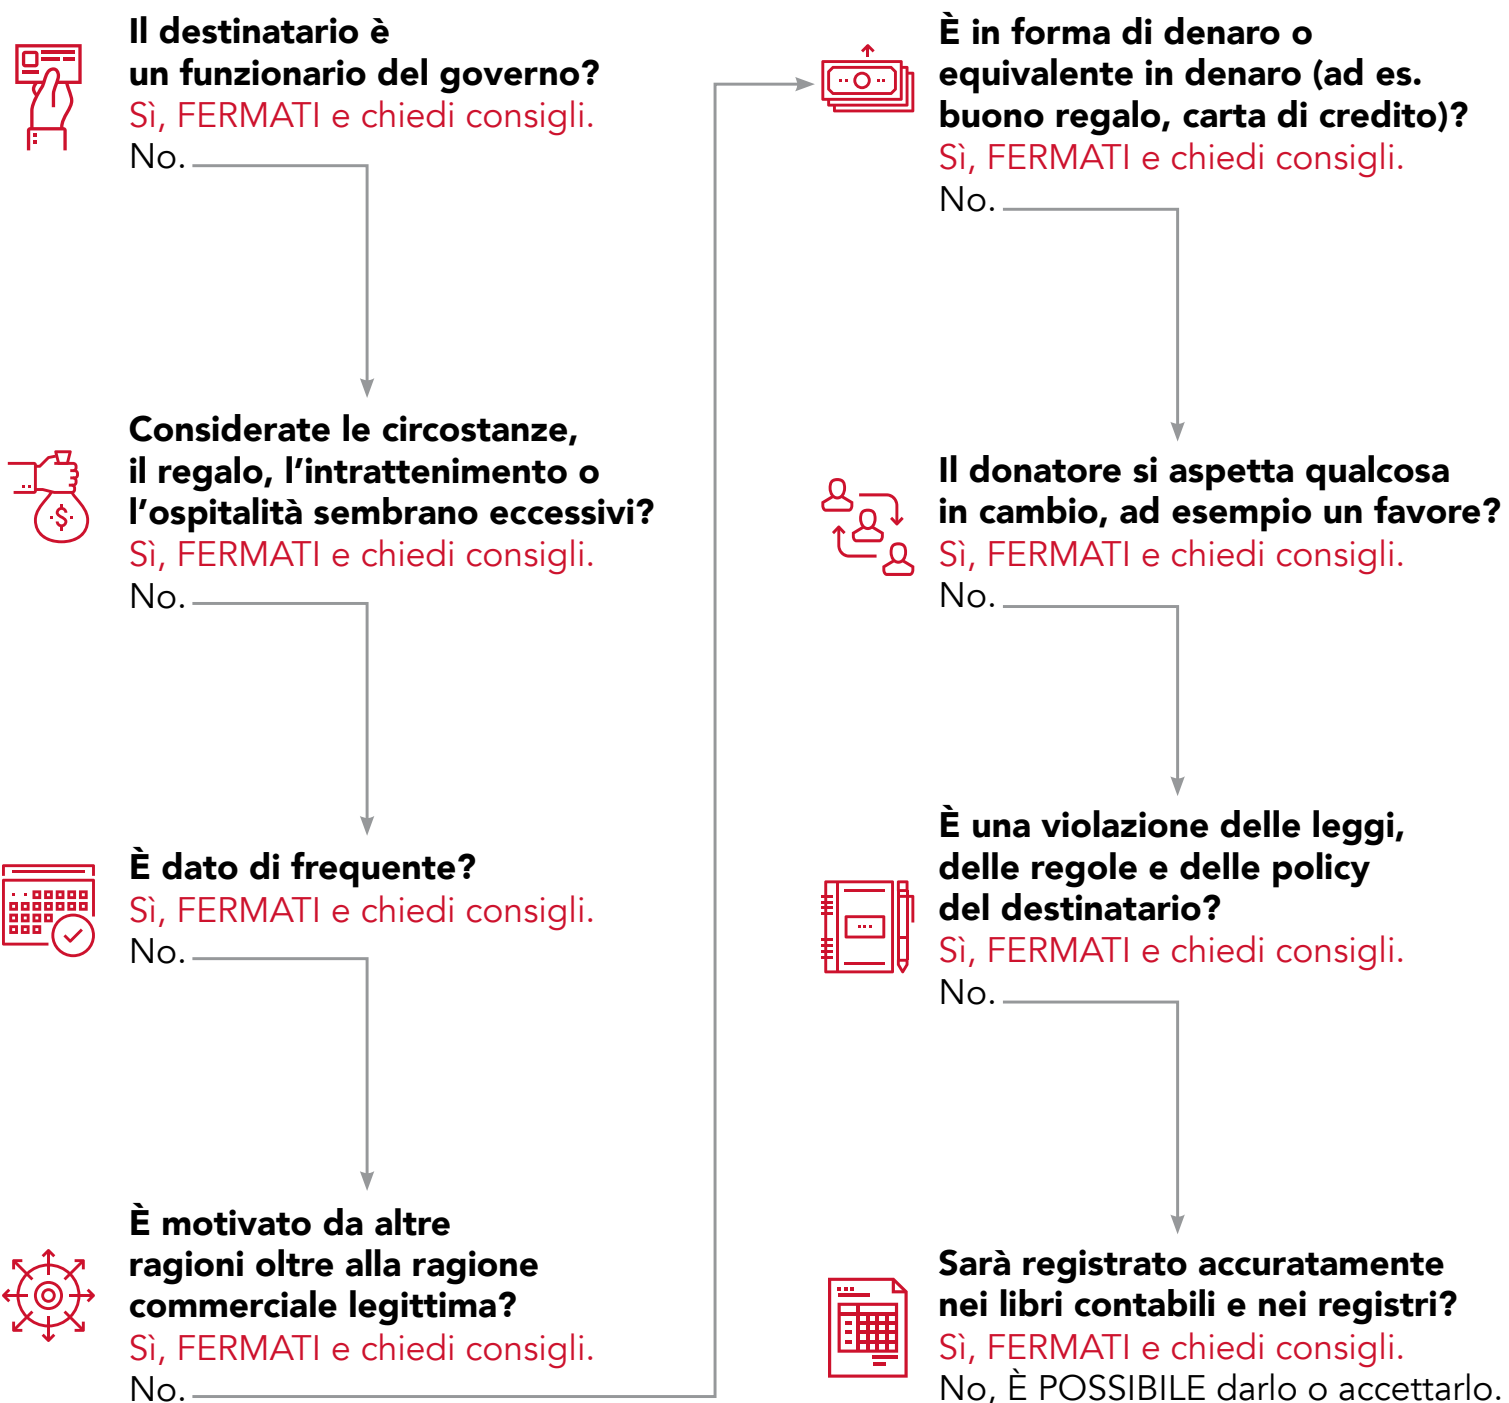 Il destinatario è
un funzionario del governo?
Sì, FERMATI e chiedi consigli.
No.
Considerate le circostanze,
il regalo, l’intrattenimento o
l’ospitalità sembrano eccessivi?
Sì, FERMATI e chiedi consigli.
No.
È dato di frequente?
Sì, FERMATI e chiedi consigli.
No.
È motivato da altre
ragioni oltre alla ragione
commerciale legittima?
Sì, FERMATI e chiedi consigli.
No.
È in forma di denaro o
equivalente in denaro (ad es.
buono regalo, carta di credito)?
Sì, FERMATI e chiedi consigli.
No.
Il donatore si aspetta qualcosa
in cambio, ad esempio un favore?
Sì, FERMATI e chiedi consigli.
No.
È una violazione delle leggi,
delle regole e delle policy
del destinatario?
Sì, FERMATI e chiedi consigli.
No.
Sarà registrato accuratamente
nei libri contabili e nei registri?
Sì, FERMATI e chiedi consigli.
No, È POSSIBILE darlo o accettarlo.